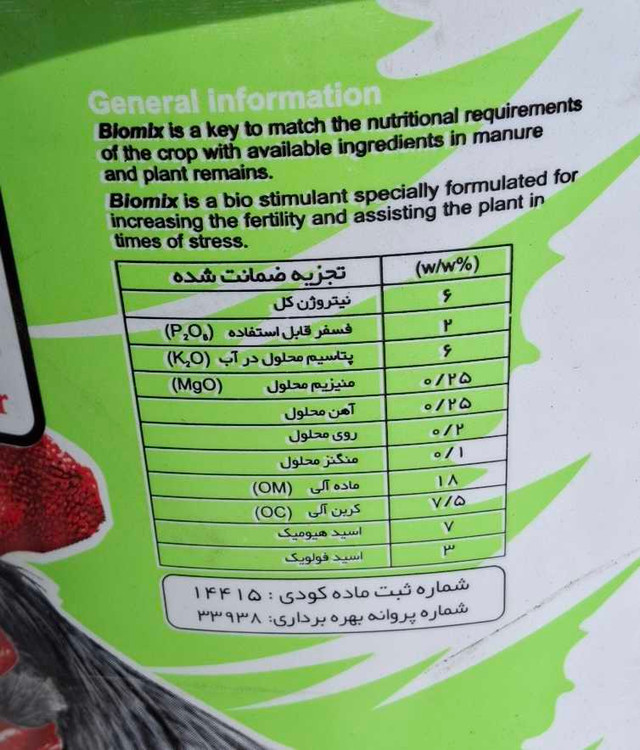 General information
Biomix is a key to match the nutritional requirements
of the crop with available ingredients in manure
and plant remains.
Biomix is a bio stimulant specially formulated for
increasing the fertility and assisting the plant in
times of stress.
تجزیه ضمانت شده (w/w%)
نیتروژن کل ۶
فسفر قابل استفاده (P₂O₅) ۲
پتاسیم محلول در آب (K₂O) ۶
منیزیم محلول (MgO) ۰/۲۵
آهن محلول ۰/۲۵
روی محلول ۰/۲
منگنز محلول ۰/۱
ماده آلی (OM) ۱۸
کربن آلی (OC) ۷/۵
اسید هیومیک ۷
اسید فولویک ۳
شماره ثبت ماده کودی : ۱۴۴۱۵
شماره پروانه بهره برداری: ۳۳۹۳۸
r